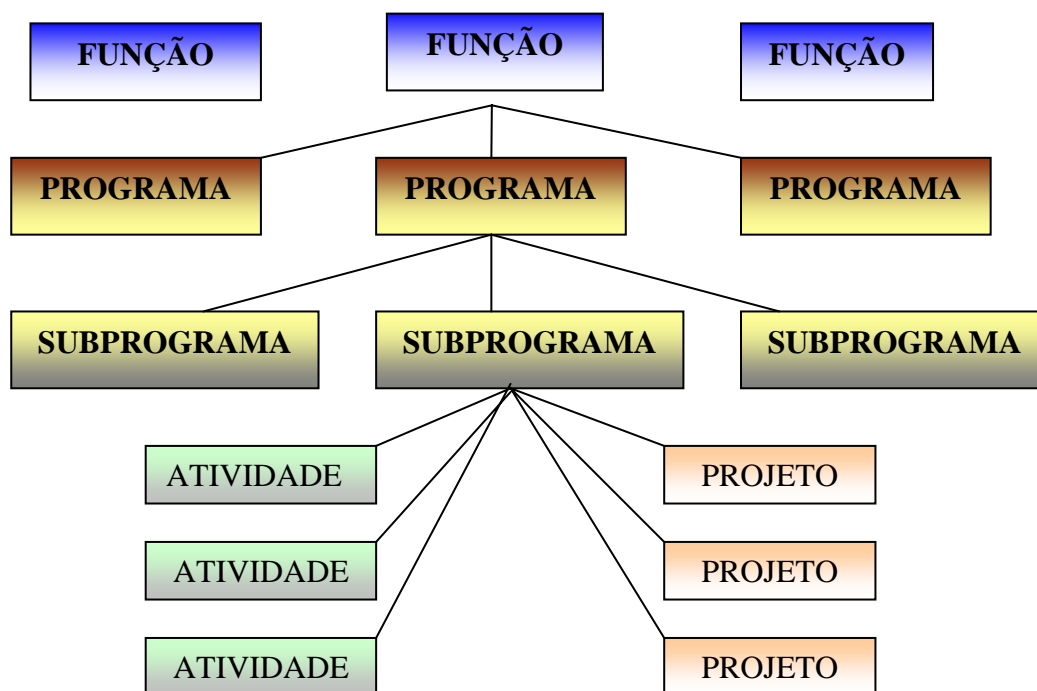 FUNÇÃO FUNÇÃO FUNÇÃO
PROGRAMA PROGRAMA PROGRAMA
SUBPROGRAMA SUBPROGRAMA SUBPROGRAMA
ATIVIDADE PROJETO
ATIVIDADE PROJETO
ATIVIDADE PROJETO